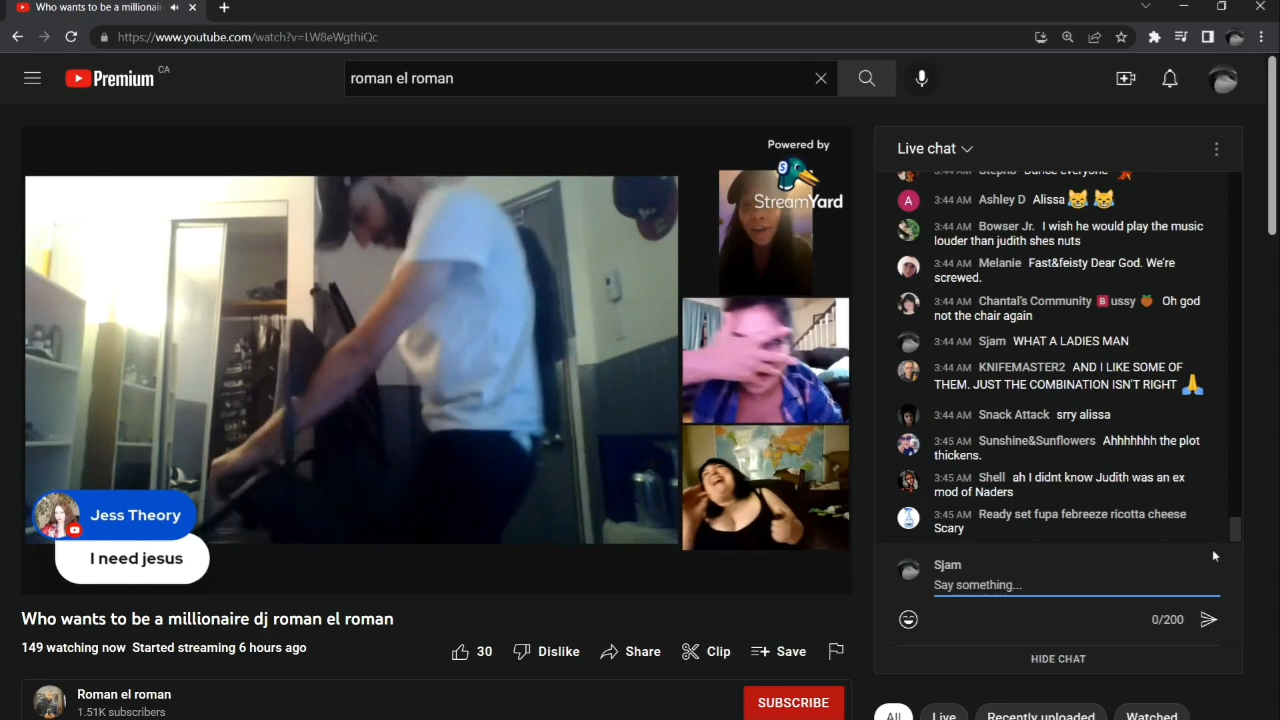 Who wants to be a millionair
https://www.youtube.com/watch?v=LW8eWgthiQc
Premium CA
roman el roman
Powered by
StreamYard
Jess Theory
I need jesus
Who wants to be a millionaire dj roman el roman
149 watching now Started streaming 6 hours ago
30 Dislike Share Clip Save
Roman el roman
1.51K subscribers
SUBSCRIBE
Live chat
3:44 AM Ashley D Alissa😹 😹
3:44 AM Bowser Jr. I wish he would play the music
louder than judith shes nuts
3:44 AM Melanie Fast&feisty Dear God. We're
screwed.
3:44 AM Chantal's Community 🅱️ussy 🍑 Oh god
not the chair again
3:44 AM Sjam WHAT A LADIES MAN
3:44 AM KNIFEMASTER2 AND I LIKE SOME OF
THEM. JUST THE COMBINATION ISN'T RIGHT 🙏
3:44 AM Snack Attack srry alissa
3:45 AM Sunshine&Sunflowers Ahhhhhhh the plot
thickens.
3:45 AM Shell ah I didnt know Judith was an ex
mod of Naders
3:45 AM Ready set fupa febreeze ricotta cheese
Scary
Sjam
Say something...
0/200
HIDE CHAT
All Live Recently uploaded Watched